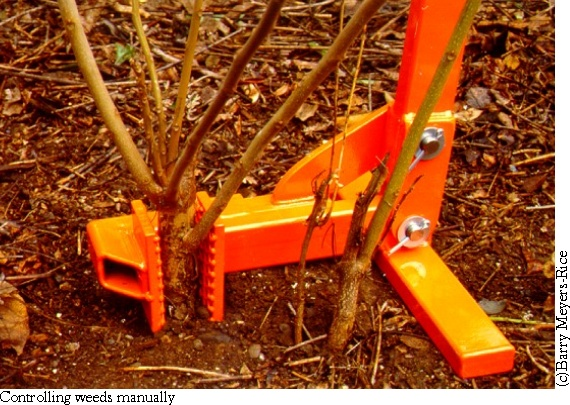 Controlling weeds manually
(c)Barry Meyers-Rice